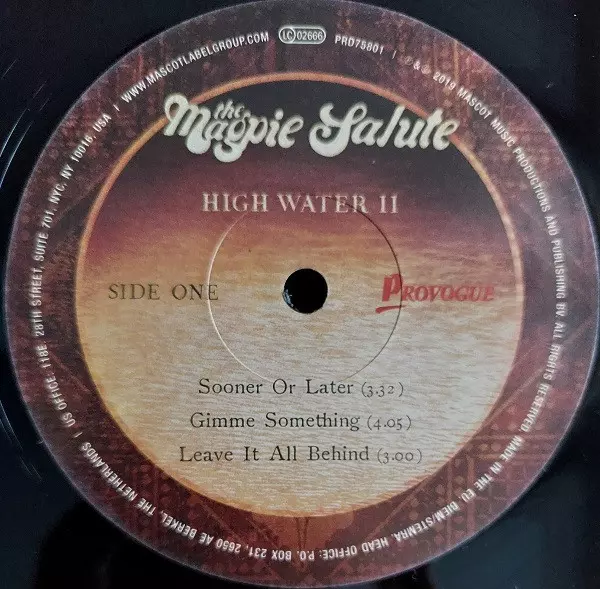 WWW.MASCOTLABELGROUP.COM LC 02666 PRD75801 | ℗ & © 2019 MASCOT MUSIC PRODUCTIONS AND PUBLISHING BV. ALL RIGHTS RESERVED. MADE IN THE EU. BIEM/STEMRA. HEAD OFFICE: P.O. BOX 231, 2650 AE BERKEL, THE NETHERLANDS | US OFFICE: 118E. 28TH STREET, SUITE 701, NYC, NY 10016, USA |
the
Magpie Salute
HIGH WATER II
SIDE ONE
PROVOGUE
Sooner Or Later (3.32)
Gimme Something (4.05)
Leave It All Behind (3.00)